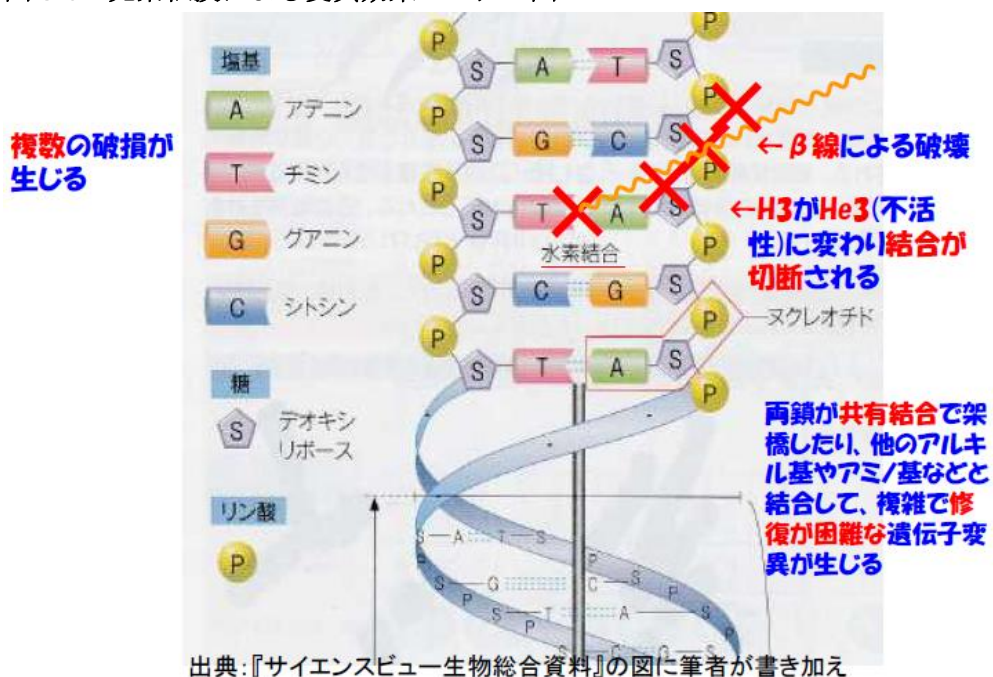 塩基
A アデニン
T チミン
G グアニン
C シトシン
糖
S デオキシ
リボース
リン酸
P
複数の破損が
生じる
P P
S A T S
P P
S G C S
P P
S T A S
水素結合
P
S C G S
P P
S T A S
P
←β線による破壊
←H3がHe3(不活
性)に変わり結合が
切断される
ヌクレオチド
両鎖が共有結合で架
橋したり、他のアルキ
ル基やアミノ基などと
結合して、複雑で修
復が困難な遺伝子変
異が生じる
S A T S
P P
S G C S
P S P P
S T A S
P P
S C G S
出典:『サイエンスビュー生物総合資料』の図に筆者が書き加え